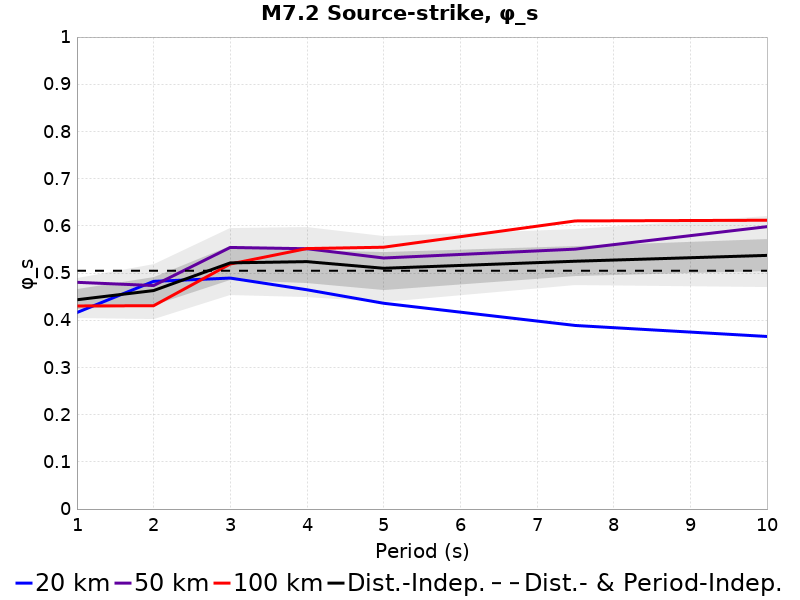 M7.2 Source-strike, φ_s
1
0.9
0.8
0.7
0.6
0.5
0.4
0.3
0.2
0.1
0
φ_s
1 2 3 4 5 6 7 8 9 10
Period (s)
20 km 50 km 100 km Dist.-Indep. Dist.- & Period-Indep.